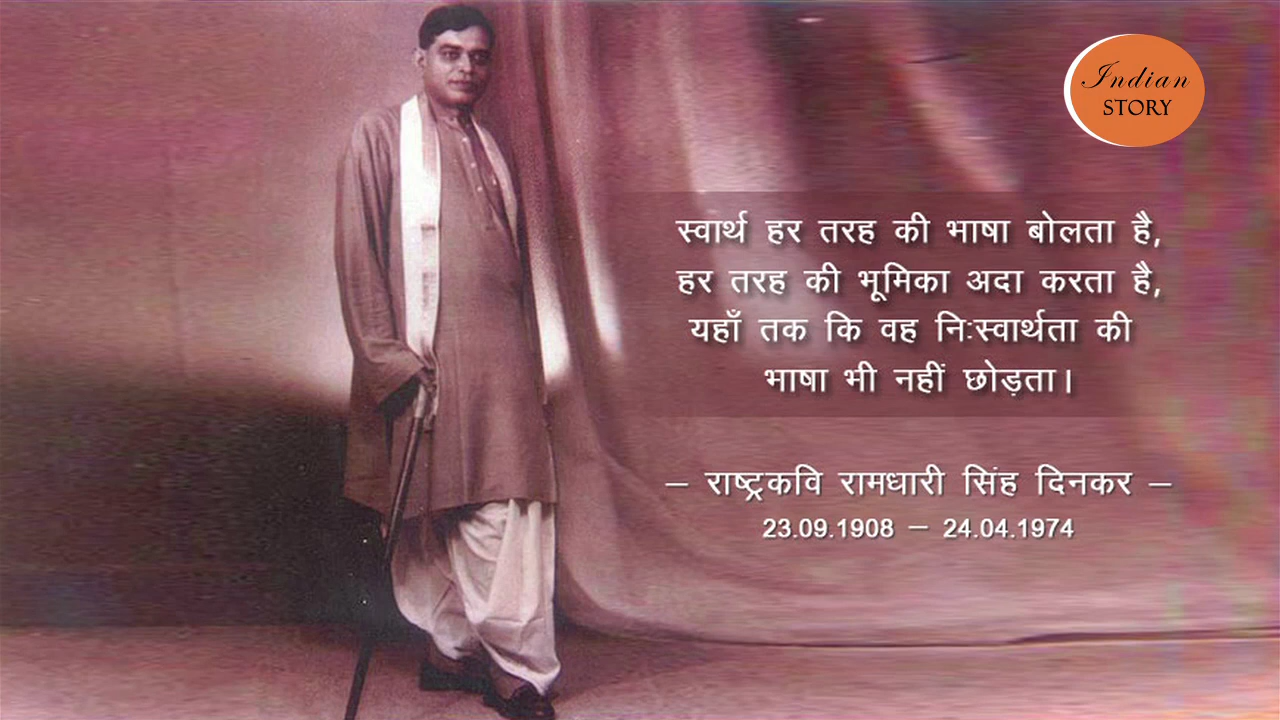 Indian
STORY
स्वार्थ हर तरह की भाषा बोलता है,
हर तरह की भूमिका अदा करता है,
यहाँ तक कि वह निःस्वार्थता की
भाषा भी नहीं छोड़ता।
– राष्ट्रकवि रामधारी सिंह दिनकर –
23.09.1908 – 24.04.1974